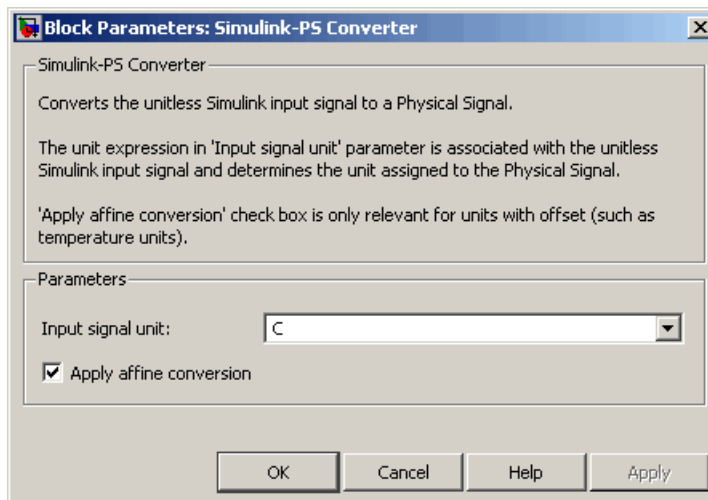 Block Parameters: Simulink-PS Converter
Simulink-PS Converter
Converts the unitless Simulink input signal to a Physical Signal.
The unit expression in 'Input signal unit' parameter is associated with the unitless
Simulink input signal and determines the unit assigned to the Physical Signal.
'Apply affine conversion' check box is only relevant for units with offset (such as
temperature units).
Parameters
Input signal unit: C
Apply affine conversion
OK Cancel Help Apply